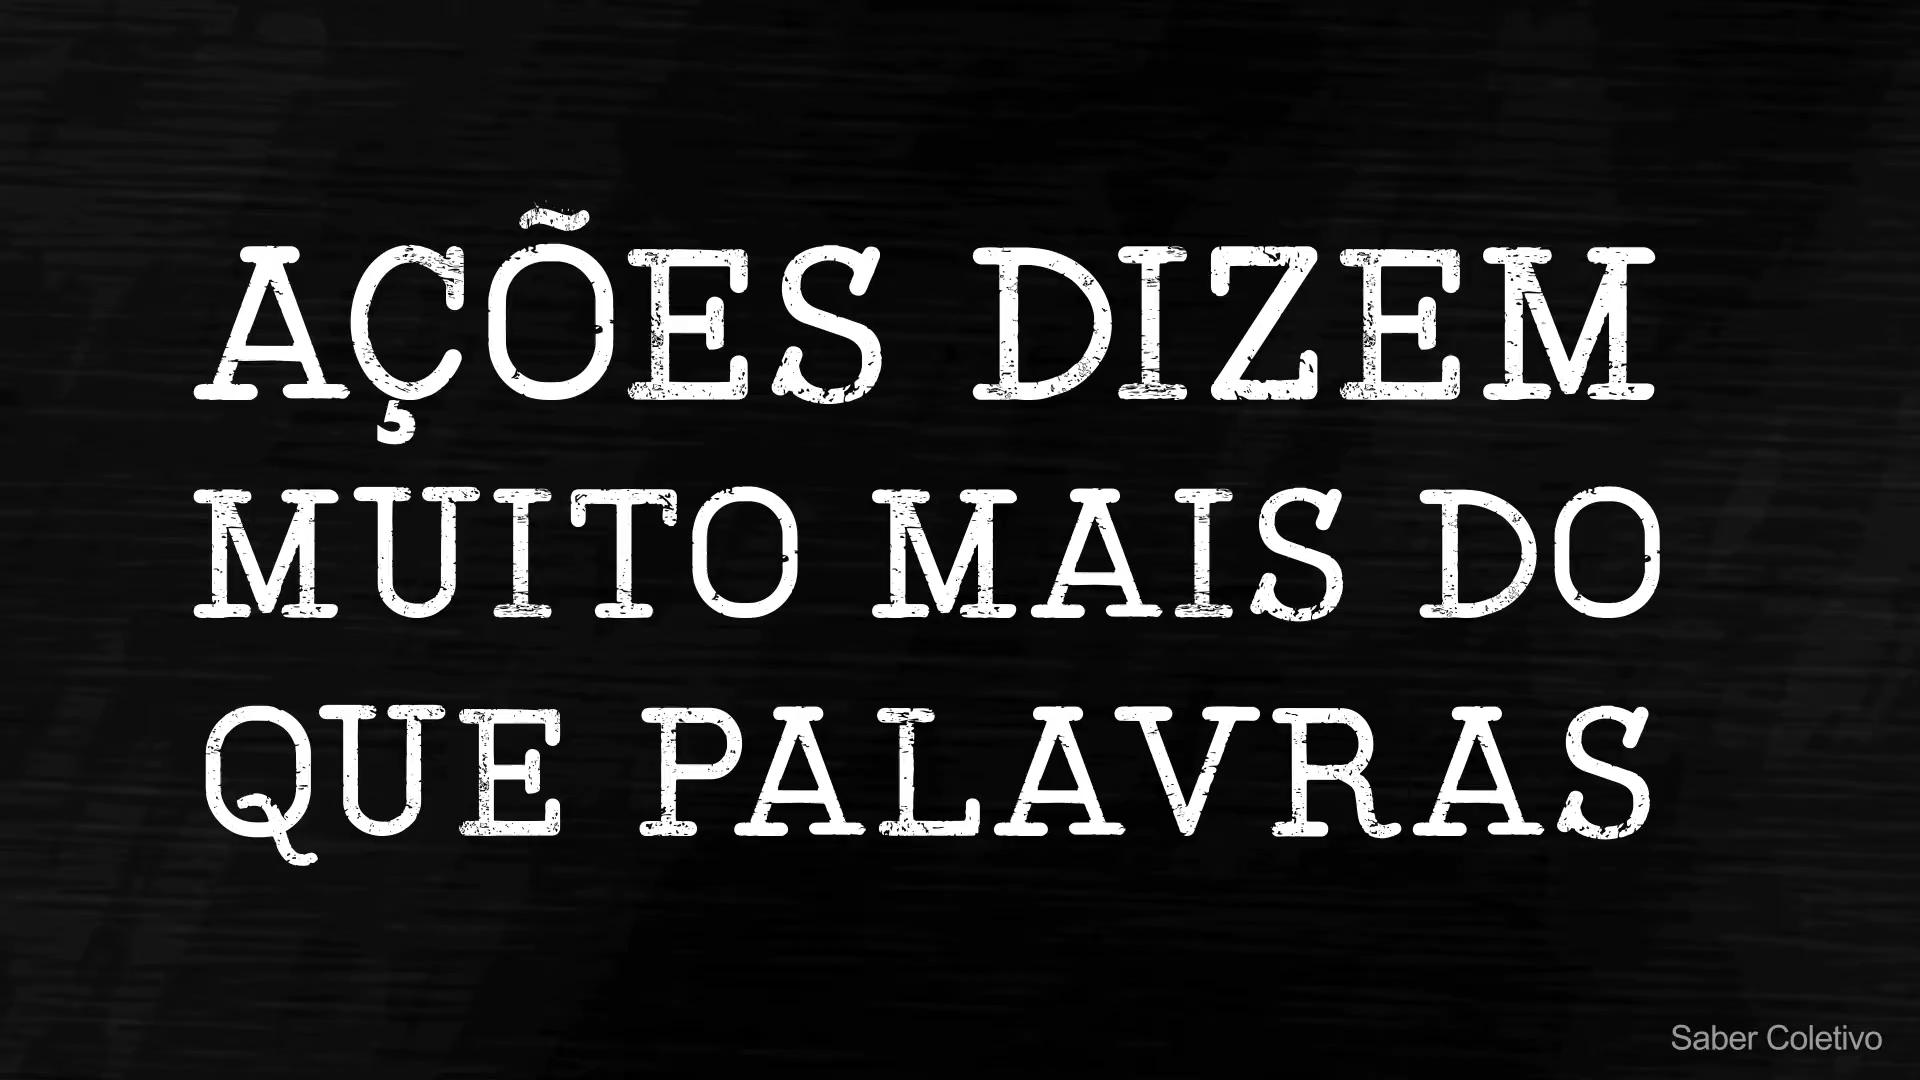 AÇÕES DIZEM
MUITO MAIS DO
QUE PALAVRAS
Saber Coletivo